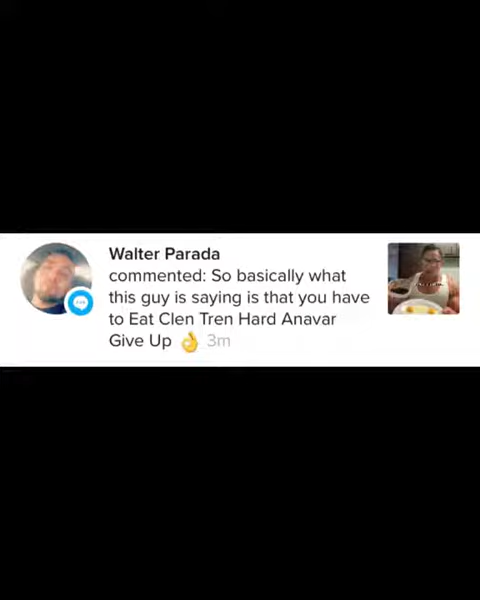 Walter Parada
commented: So basically what
this guy is saying is that you have
to Eat Clen Tren Hard Anavar
Give Up 👌 3m